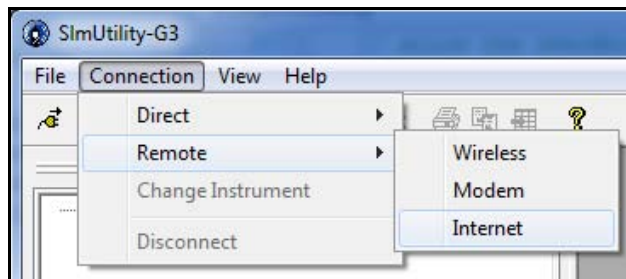 SlmUtility-G3
File Connection View Help
Direct
Remote
Wireless
Change Instrument
Modem
Internet
Disconnect